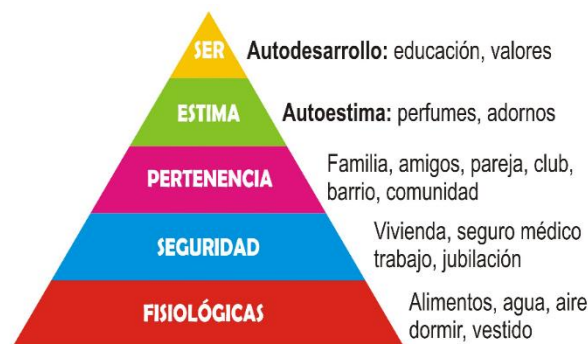 SER
Autodesarrollo: educación, valores
ESTIMA
Autoestima: perfumes, adornos
PERTENENCIA
Familia, amigos, pareja, club,
barrio, comunidad
SEGURIDAD
Vivienda, seguro médico
trabajo, jubilación
FISIOLÓGICAS
Alimentos, agua, aire
dormir, vestido